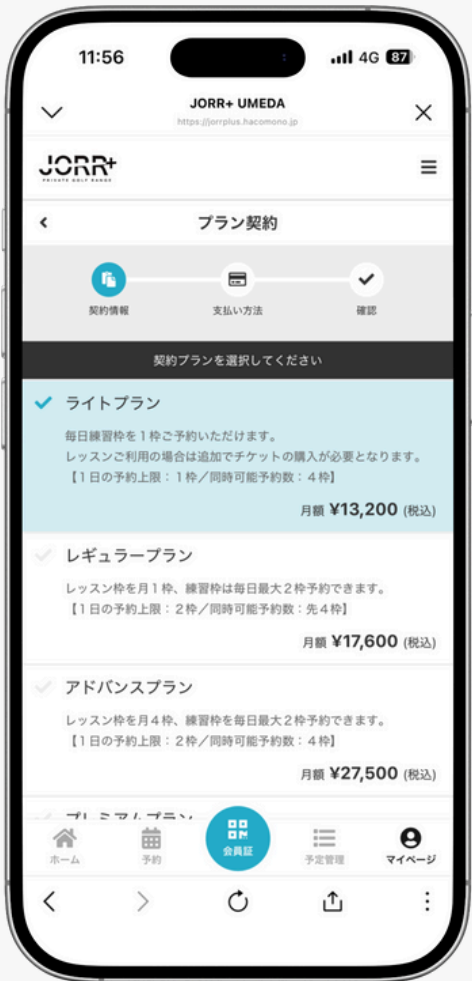 11:56
4G 87
JORR+ UMEDA
https://jorrplus.hacomono.jp
JORR+
PRIVATE GOLF RANGE
プラン契約
契約情報
支払い方法
確認
契約プランを選択してください
ライトプラン
毎日練習枠を1枠ご予約いただけます。
レッスンご利用の場合は追加でチケットの購入が必要となります。
【1日の予約上限：1枠／同時可能予約数：4枠】
月額 ¥13,200 (税込)
レギュラープラン
レッスン枠を月1枠、練習枠は毎日最大2枠予約できます。
【1日の予約上限：2枠／同時可能予約数：先4枠】
月額 ¥17,600 (税込)
アドバンスプラン
レッスン枠を月4枠、練習枠を毎日最大2枠予約できます。
【1日の予約上限：2枠／同時可能予約数：4枠】
月額 ¥27,500 (税込)
プレミアムプラン
ホーム
予約
会員証
予定管理
マイページ